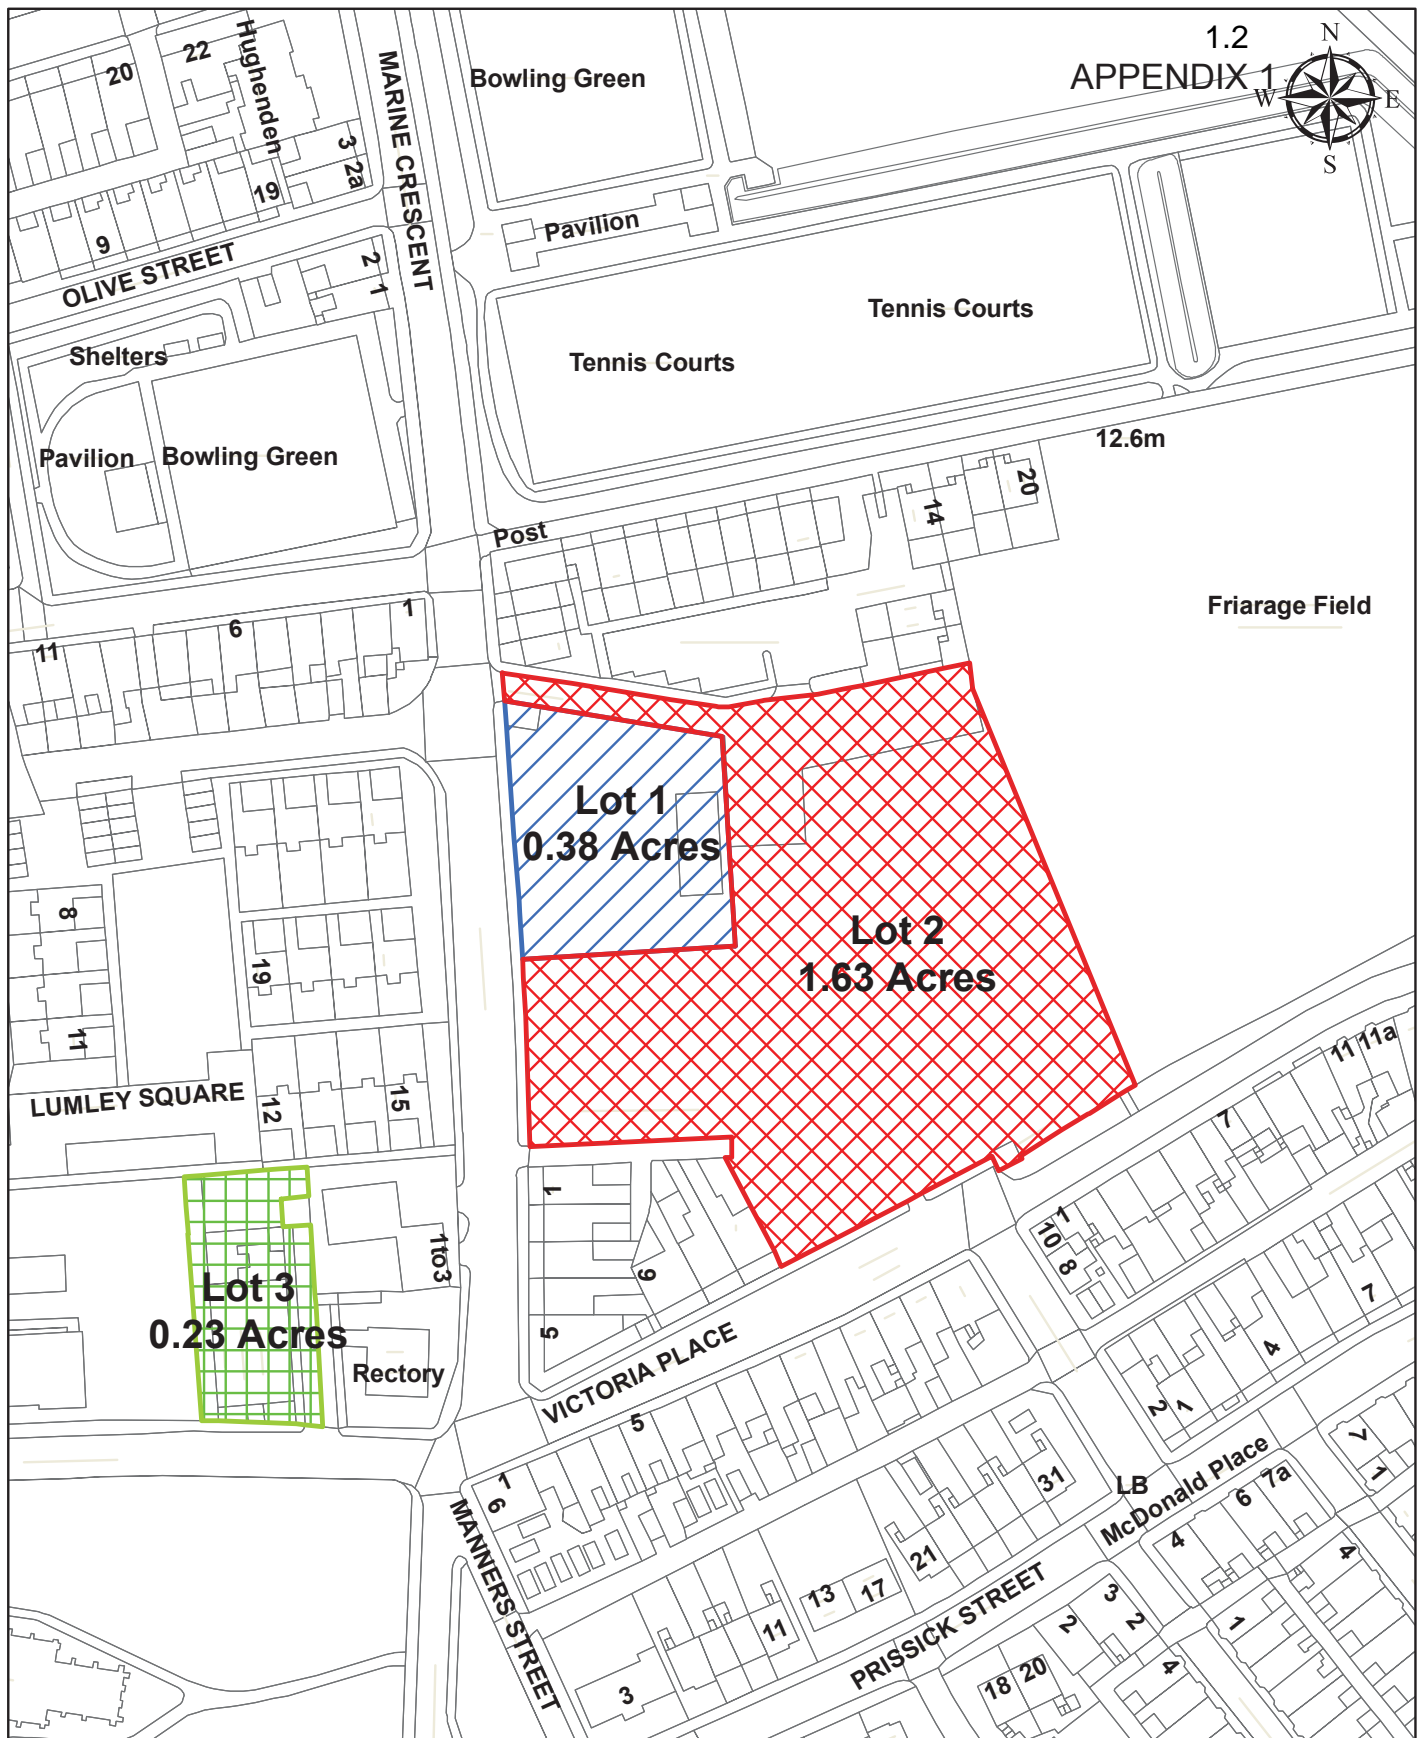 1.2
APPENDIX 1
N
W
E
S
20
22
Hughenden
MARINE CRESCENT
Bowling Green
3
2a
19
9
OLIVE STREET
Pavilion
2
1
Tennis Courts
Tennis Courts
Shelters
Pavilion
Bowling Green
12.6m
20
14
Post
Friarage Field
1
6
11
Lot 1
0.38 Acres
8
Lot 2
1.63 Acres
19
11
11
11a
LUMLEY SQUARE
12
15
7
1
10
8
1
1to3
6
7
Lot 3
0.23 Acres
5
4
Rectory
VICTORIA PLACE
2
1
5
7
1
1
6
31
LB
McDonald Place
7a
6
4
MANNERS STREET
21
13
17
11
PRISSICK STREET
3
2
2
4
1
4
18
20
3